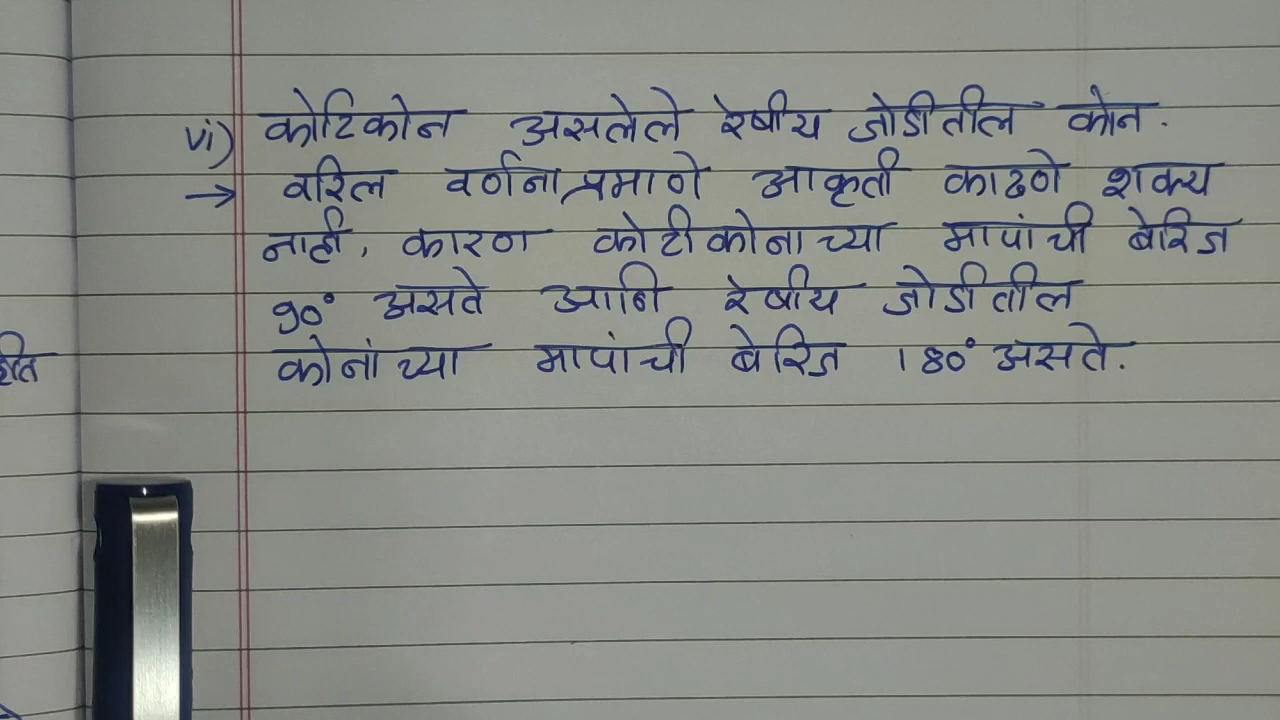 vi) कोटिकोन असलेले रेषीय जोडीतील कोन.
→ वरिल वर्णनाप्रमाणे आकृती काढणे शक्य
नाही, कारण कोटीकोनाच्या मापांची बेरिज
90° असते आणि रेषीय जोडीतील
कोनांच्या मापांची बेरिज 180° असते.